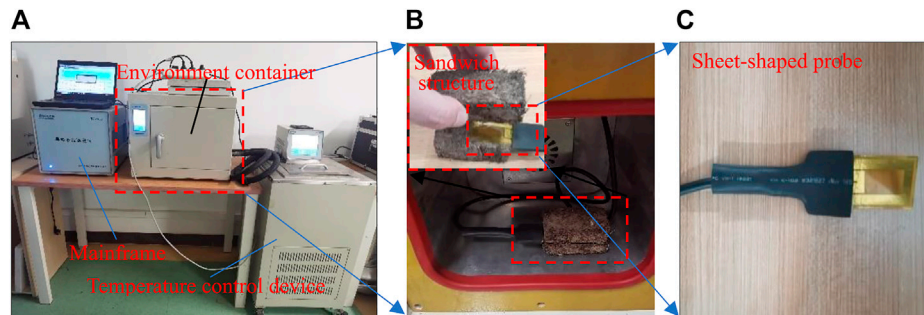 A
B
C
Environment container
Sandwich
structure
Sheet-shaped probe
Mainframe
Temperature control device